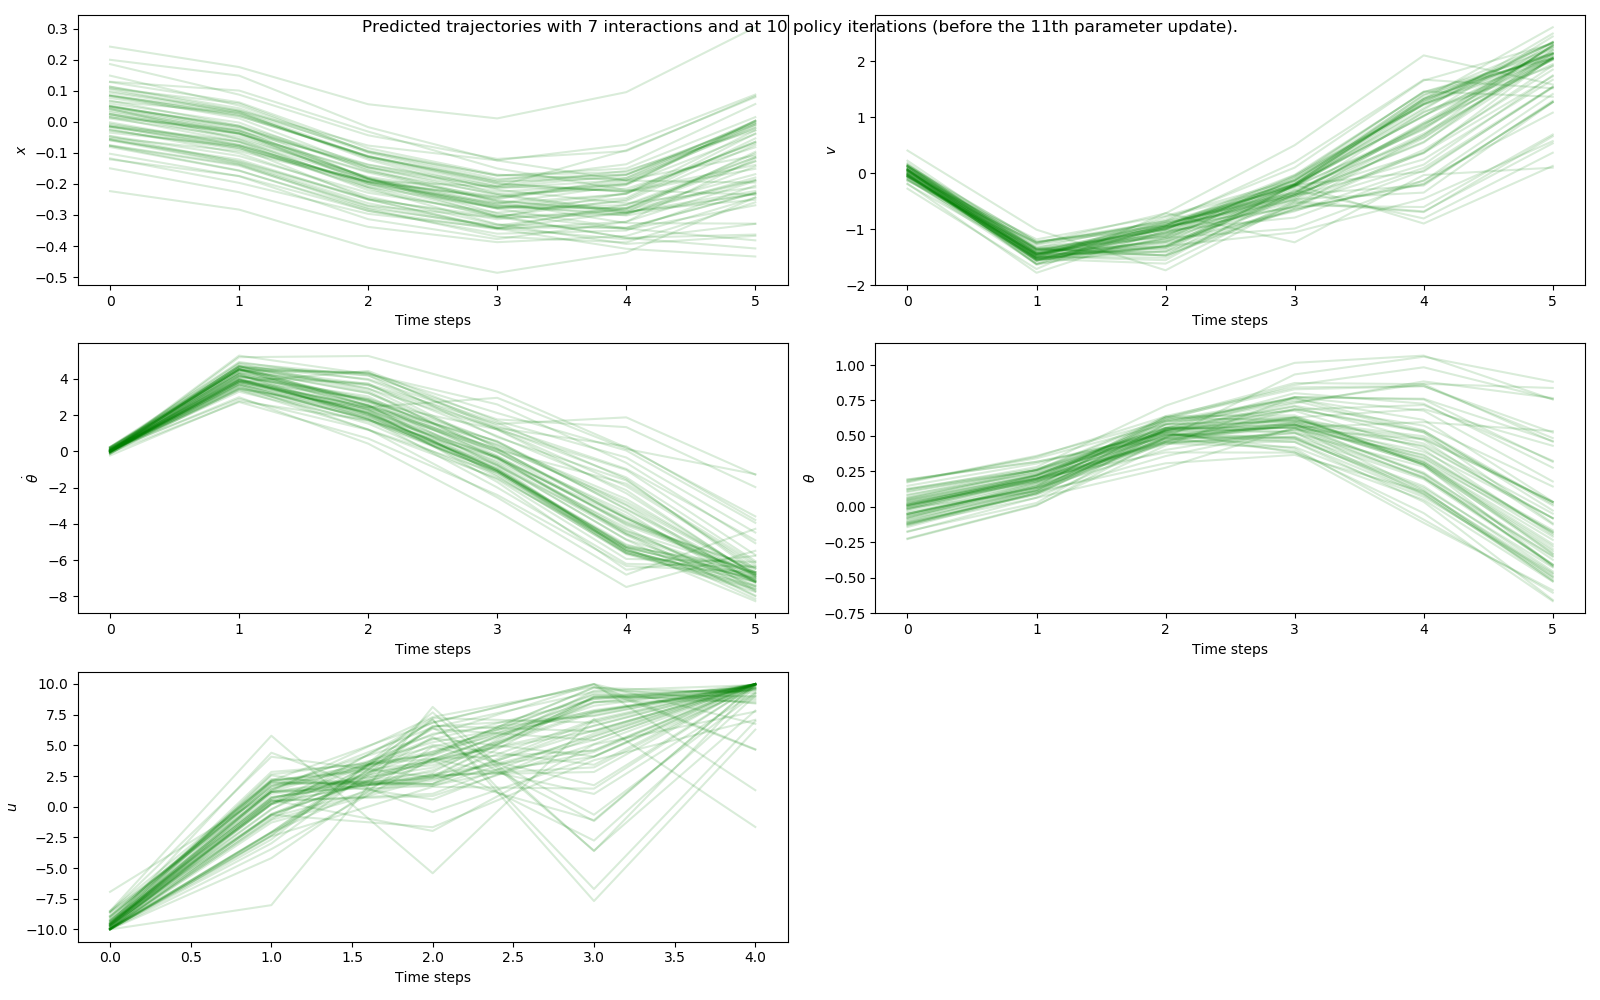 Predicted trajectories with 7 interactions and at 10 policy iterations (before the 11th parameter update).
0.3
0.2
0.1
0.0
−0.1
−0.2
−0.3
−0.4
−0.5
x
0 1 2 3 4 5
Time steps
2
1
0
−1
−2
v
0 1 2 3 4 5
Time steps
4
2
0
−2
−4
−6
−8
θ̇
0 1 2 3 4 5
Time steps
1.00
0.75
0.50
0.25
0.00
−0.25
−0.50
−0.75
θ
0 1 2 3 4 5
Time steps
10.0
7.5
5.0
2.5
0.0
−2.5
−5.0
−7.5
−10.0
u
0.0 0.5 1.0 1.5 2.0 2.5 3.0 3.5 4.0
Time steps